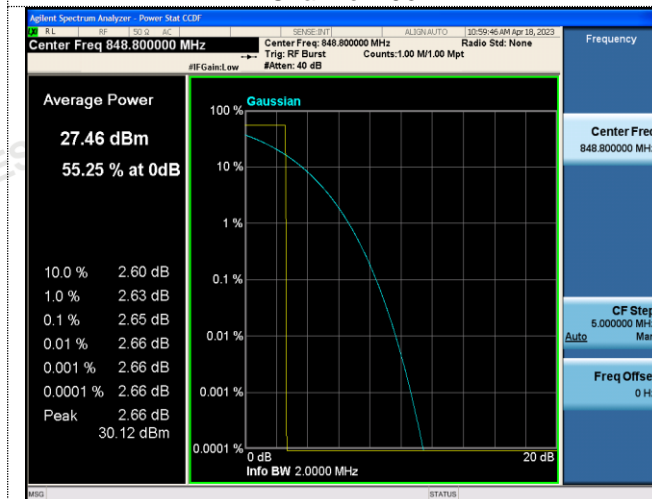 Agilent Spectrum Analyzer - Power Stat CCDF
RL RF 50 Ω AC SENSE:INT ALIGN AUTO 10:59:46 AM Apr 18, 2023
Center Freq 848.800000 MHz
Center Freq: 848.800000 MHz Radio Std: None
Trig: RF Burst Counts:1.00 M/1.00 Mpt
#IFGain:Low #Atten: 40 dB
Frequency
Average Power
27.46 dBm
55.25 % at 0dB
10.0 % 2.60 dB
1.0 % 2.63 dB
0.1 % 2.65 dB
0.01 % 2.66 dB
0.001 % 2.66 dB
0.0001 % 2.66 dB
Peak 2.66 dB
30.12 dBm
Gaussian
100 %
10 %
1 %
0.1 %
0.01 %
0.001 %
0.0001 %
0 dB 20 dB
Info BW 2.0000 MHz
Center Freq
848.800000 MHz
CF Step
5.000000 MHz
Auto Man
Freq Offset
0 Hz
MSG STATUS